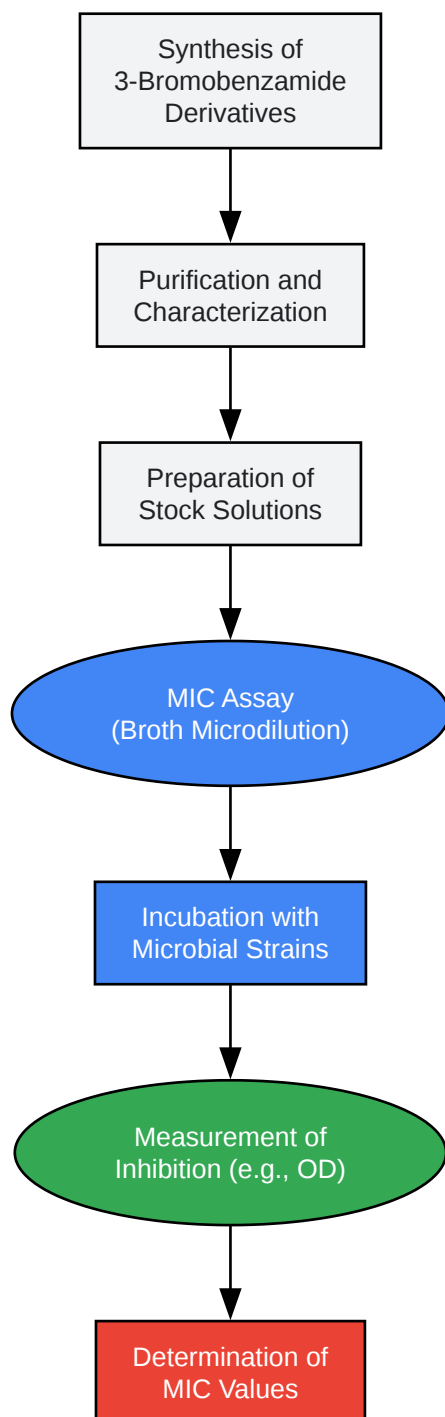 Synthesis of
3-Bromobenzamide
Derivatives
Purification and
Characterization
Preparation of
Stock Solutions
MIC Assay
(Broth Microdilution)
Incubation with
Microbial Strains
Measurement of
Inhibition (e.g., OD)
Determination of
MIC Values